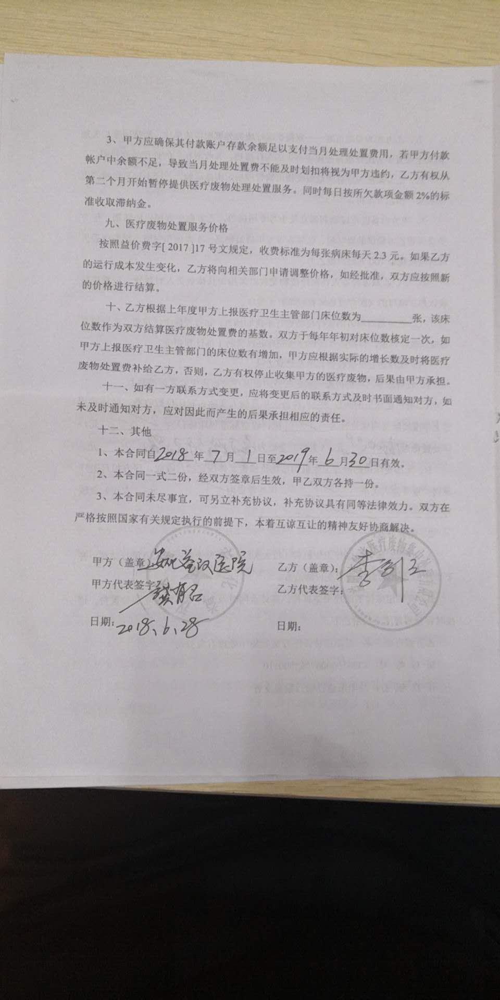 3、甲方应确保其付款账户存款余额足以支付当月处理处置费用，若甲方付款
帐户中余额不足，导致当月处理处置费不能及时划扣将视为甲方违约，乙方有权从
第二个月开始暂停提供医疗废物处理处置服务。同时每日按所欠款项金额2%的标
准收取滞纳金。
九、医疗废物处置服务价格
按照益价费字[ 2017 ]17 号文规定，收费标准为每张病床每天 2.3 元。如果乙方
的运行成本发生变化，乙方将向相关部门申请调整价格，如经批准，双方应按照新
的价格进行结算。
十、乙方根据上年度甲方上报医疗卫生主管部门床位数为__________张，该床
位数作为双方结算医疗废物处置费的基数。双方于每年年初对床位数核定一次，如
甲方上报医疗卫生主管部门的床位数有增加，甲方应根据实际的增长数及时将医疗
废物处置费补给乙方，否则，乙方有权停止收集甲方的医疗废物，后果由甲方承担。
十一、如有一方联系方式变更，应将变更后的联系方式及时书面通知对方，如
未及时通知对方，应对因此而产生的后果承担相应的责任。
十二、其他
1、本合同自2018年7月1日至2019年6月30日有效。
2、本合同一式二份，经双方签章后生效，甲乙双方各持一份。
3、本合同未尽事宜，可另立补充协议，补充协议具有同等法律效力。双方在
严格按照国家有关规定执行的前提下，本着互谅互让的精神友好协商解决。
甲方（盖章）医院
乙方（盖章）：
甲方代表签字
乙方代表签字：
日期：2018、6、28
日期：